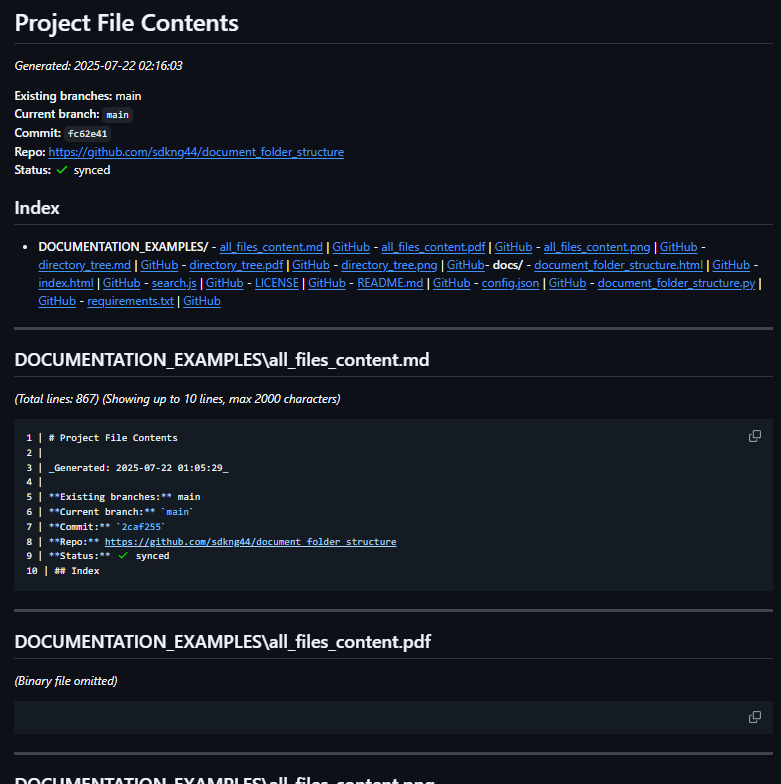 Project File Contents
Generated: 2025-07-22 02:16:03
Existing branches: main
Current branch: main
Commit: fc62e41
Repo: https://github.com/sdkng44/document_folder_structure
Status: ✓ synced
Index
• DOCUMENTATION_EXAMPLES/ - all_files_content.md | GitHub - all_files_content.pdf | GitHub - all_files_content.png | GitHub -
directory_tree.md | GitHub - directory_tree.pdf | GitHub - directory_tree.png | GitHub- docs/ - document_folder_structure.html | GitHub -
index.html | GitHub - search.js | GitHub - LICENSE | GitHub - README.md | GitHub - config.json | GitHub - document_folder_structure.py |
GitHub - requirements.txt | GitHub
DOCUMENTATION_EXAMPLES\all_files_content.md
(Total lines: 867) (Showing up to 10 lines, max 2000 characters)
1 | # Project File Contents
2 |
3 | _Generated: 2025-07-22 01:05:29_
4 |
5 | **Existing branches:** main
6 | **Current branch:** `main`
7 | **Commit:** `2caf255`
8 | **Repo:** https://github.com/sdkng44/document_folder_structure
9 | **Status:** ✓ synced
10 | ## Index
DOCUMENTATION_EXAMPLES\all_files_content.pdf
(Binary file omitted)
DOCUMENTATION_EXAMPLES\all_files_content.png